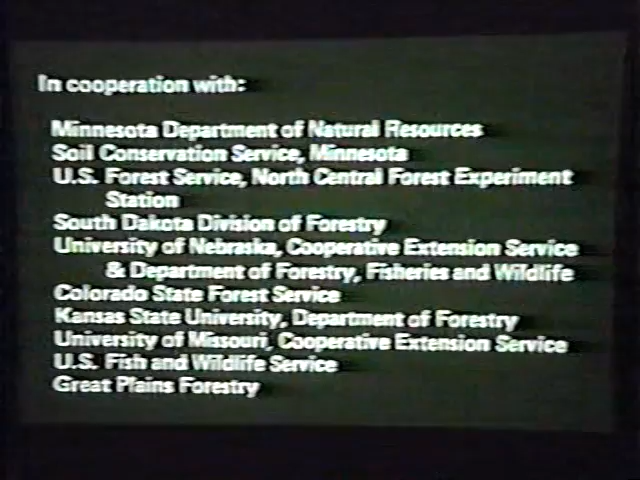 In cooperation with:
Minnesota Department of Natural Resources
Soil Conservation Service, Minnesota
U.S. Forest Service, North Central Forest Experiment
Station
South Dakota Division of Forestry
University of Nebraska, Cooperative Extension Service
& Department of Forestry, Fisheries and Wildlife
Colorado State Forest Service
Kansas State University, Department of Forestry
University of Missouri, Cooperative Extension Service
U.S. Fish and Wildlife Service
Great Plains Forestry